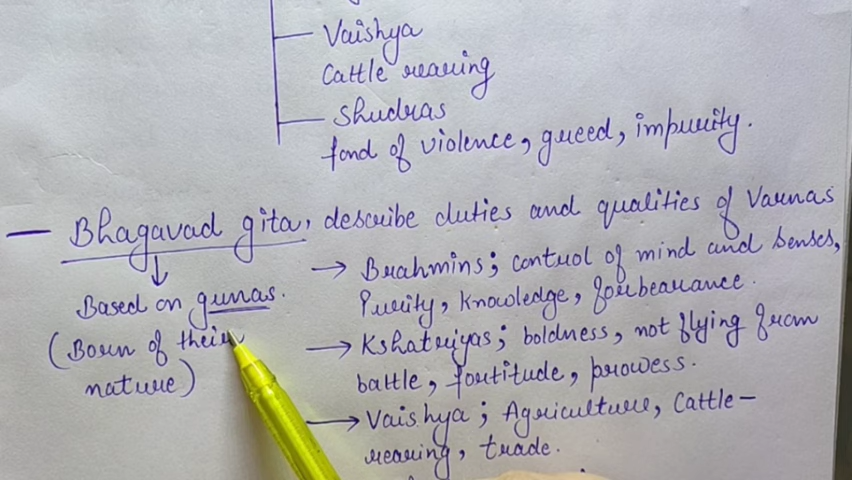 Vaishya
Cattle rearing
Shudras
fond of violence, greed, impurity.
— Bhagavad gita, describe duties and qualities of Varnas
↓
Based on gunas.
(Born of their
nature)
→ Brahmins; control of mind and senses,
Purity, knowledge, forbearance.
→ Kshatriyas; boldness, not flying from
battle, fortitude, prowess.
→ Vaishya; Agriculture, Cattle-
rearing, trade.